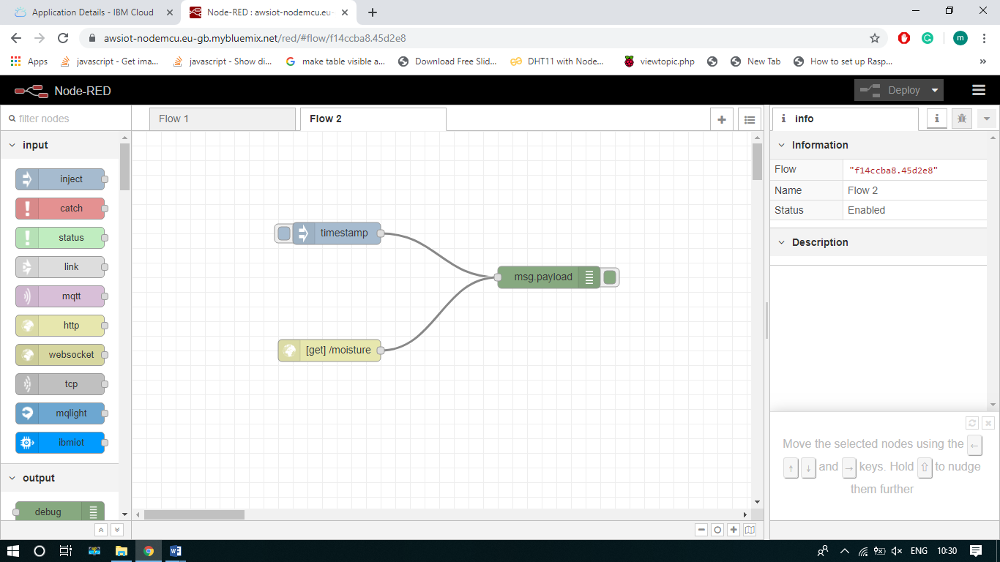 Application Details - IBM Cloud
Node-RED : awsiot-nodemcu.eu-
awsiot-nodemcu.eu-gb.mybluemix.net/red/#flow/f14ccba8.45d2e8
m
Apps
javascript - Get ima...
javascript - Show di...
make table visible a...
Download Free Slid...
DHT11 with Node...
viewtopic.php
New Tab
How to set up Rasp...
»
Node-RED
Deploy
filter nodes
Flow 1
Flow 2
info
input
inject
catch
status
link
mqtt
http
websocket
tcp
mqlight
ibmiot
output
debug
timestamp
[get] /moisture
msg.payload
Information
Flow "f14ccba8.45d2e8"
Name Flow 2
Status Enabled
Description
Move the selected nodes using the ←
↑ ↓ and → keys. Hold ⇧ to nudge
them further
ENG 10:30